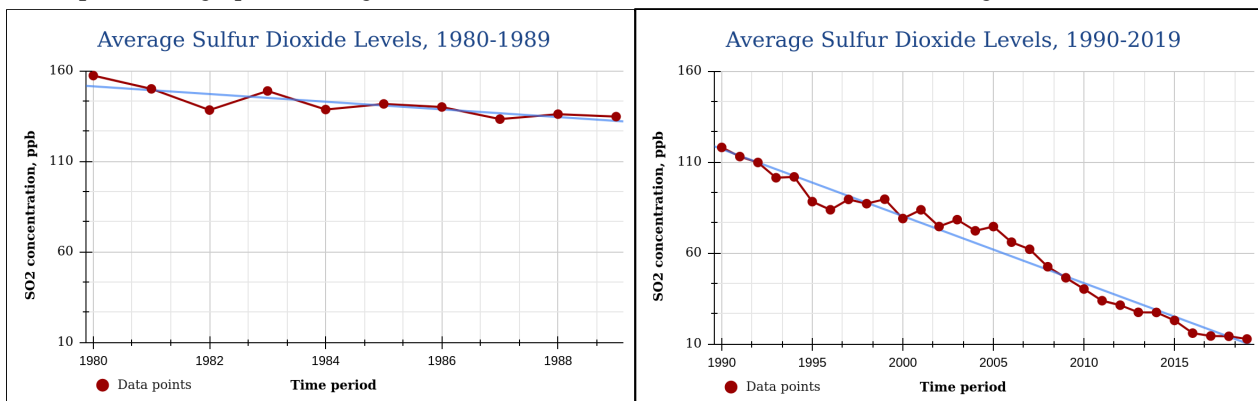 Average Sulfur Dioxide Levels, 1980-1989
160
110
60
10
SO2 concentration, ppb
1980 1982 1984 1986 1988
Data points
Time period
Average Sulfur Dioxide Levels, 1990-2019
160
110
60
10
SO2 concentration, ppb
1990 1995 2000 2005 2010 2015
Data points
Time period